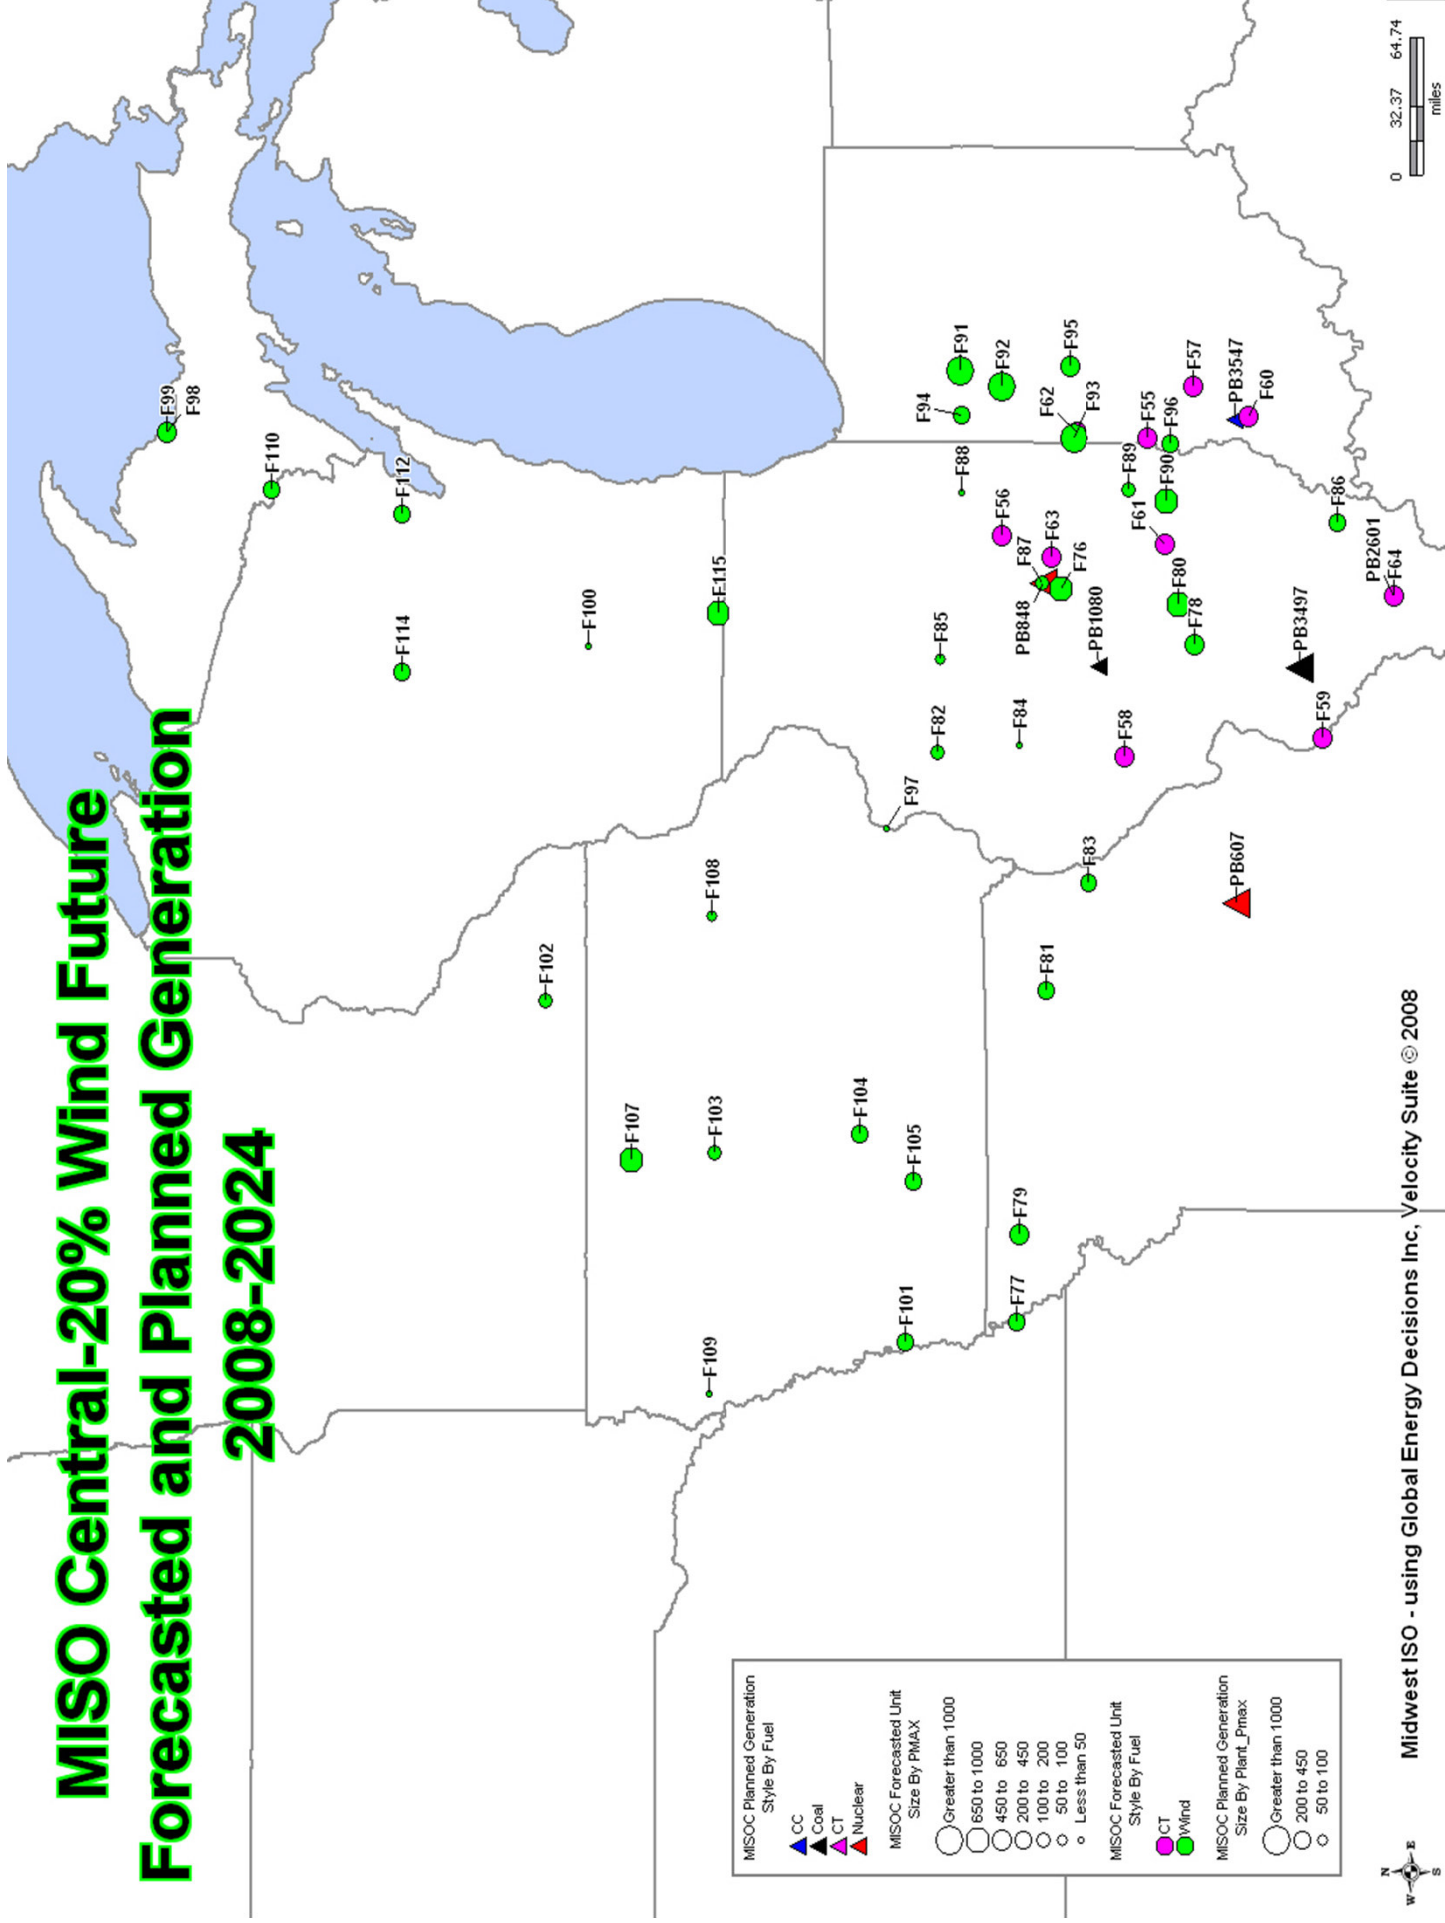 MISO Central-20% Wind Future
Forecasted and Planned Generation
2008-2024
F99
F98
F110
F112
F114
F100
F115
F102
F108
F107
F103
F104
F105
F101
F109
F97
F91
F94
F92
F95
F62
F93
F88
F56
F63
F87
F76
PB848
F85
F82
F84
PB1080
F58
F55
F96
F57
PB3547
F60
F89
F90
F61
F80
F78
F86
PB2601
F64
PB3497
F59
F83
PB607
F81
F79
F77
MISOC Planned Generation
Style By Fuel
CC
Coal
CT
Nuclear
MISOC Forecasted Unit
Size By PMAX
Greater than 1000
650 to 1000
450 to 650
200 to 450
100 to 200
50 to 100
Less than 50
MISOC Forecasted Unit
Style By Fuel
CT
Wind
MISOC Planned Generation
Size By Plant_Pmax
Greater than 1000
200 to 450
50 to 100
N
W E
S
Midwest ISO - using Global Energy Decisions Inc, Velocity Suite © 2008
0 32.37 64.74
miles